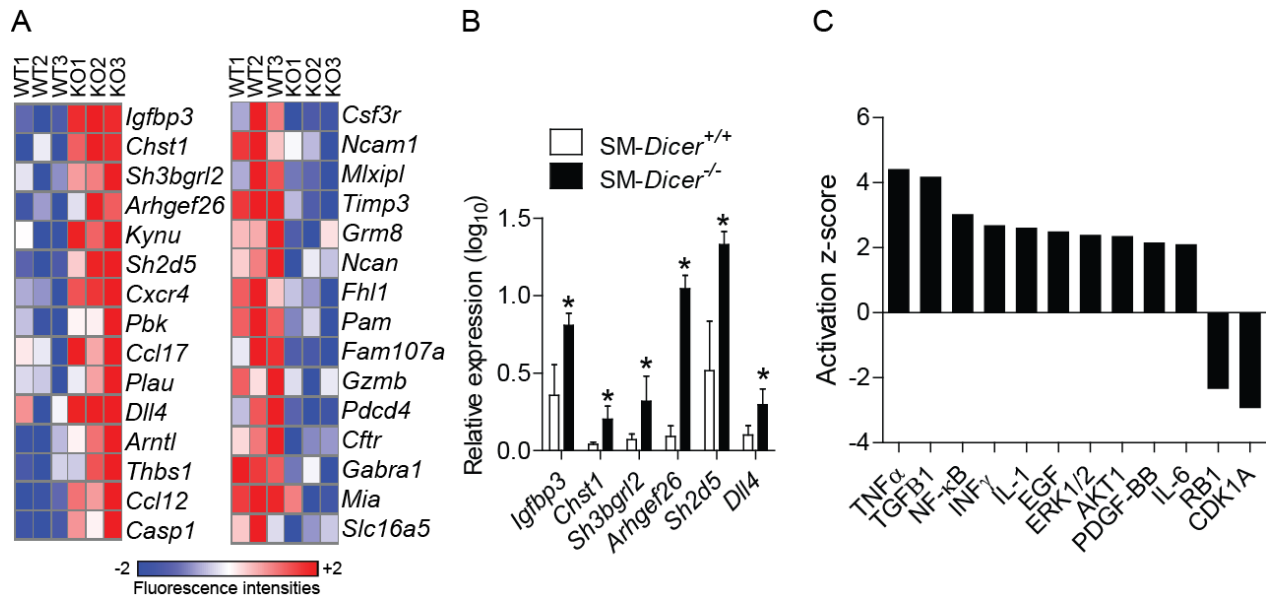 A
WT1 WT2 WT3 KO1 KO2 KO3
Igfbp3
Chst1
Sh3bgrl2
Arhgef26
Kynu
Sh2d5
Cxcr4
Pbk
Ccl17
Plau
Dll4
Arntl
Thbs1
Ccl12
Casp1
WT1 WT2 WT3 KO1 KO2 KO3
Csf3r
Ncam1
Mlxipl
Timp3
Grm8
Ncan
Fhl1
Pam
Fam107a
Gzmb
Pdcd4
Cftr
Gabra1
Mia
Slc16a5
-2 +2
Fluorescence intensities
B
SM-Dicer+/+
SM-Dicer-/-
Relative expression (log10)
1.5
1.0
0.5
0.0
* * * * * *
Igfbp3
Chst1
Sh3bgrl2
Arhgef26
Sh2d5
Dll4
C
Activation z-score
6
4
2
0
-2
-4
TNFα
TGFB1
NF-κB
INFγ
IL-1
EGF
ERK1/2
AKT1
PDGF-BB
IL-6
RB1
CDK1A